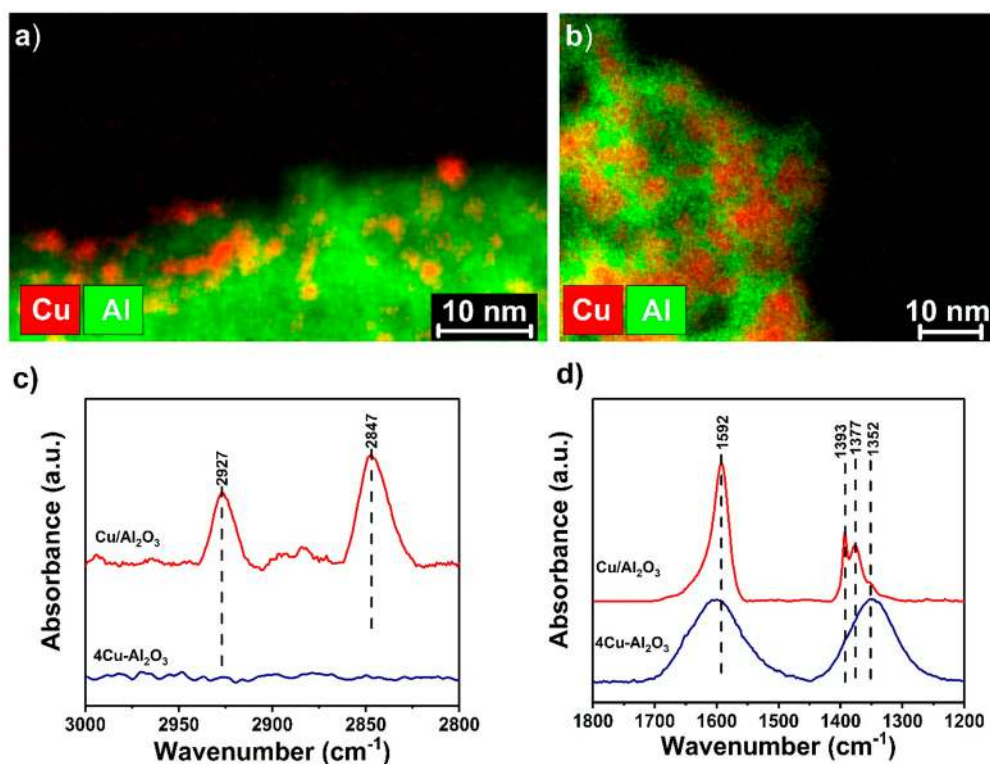 a)
Cu Al
10 nm
b)
Cu Al
10 nm
c)
Absorbance (a.u.)
2927
2847
Cu/Al₂O₃
4Cu-Al₂O₃
3000 2950 2900 2850 2800
Wavenumber (cm⁻¹)
d)
Absorbance (a.u.)
1592
1393
1377
1352
Cu/Al₂O₃
4Cu-Al₂O₃
1800 1700 1600 1500 1400 1300 1200
Wavenumber (cm⁻¹)